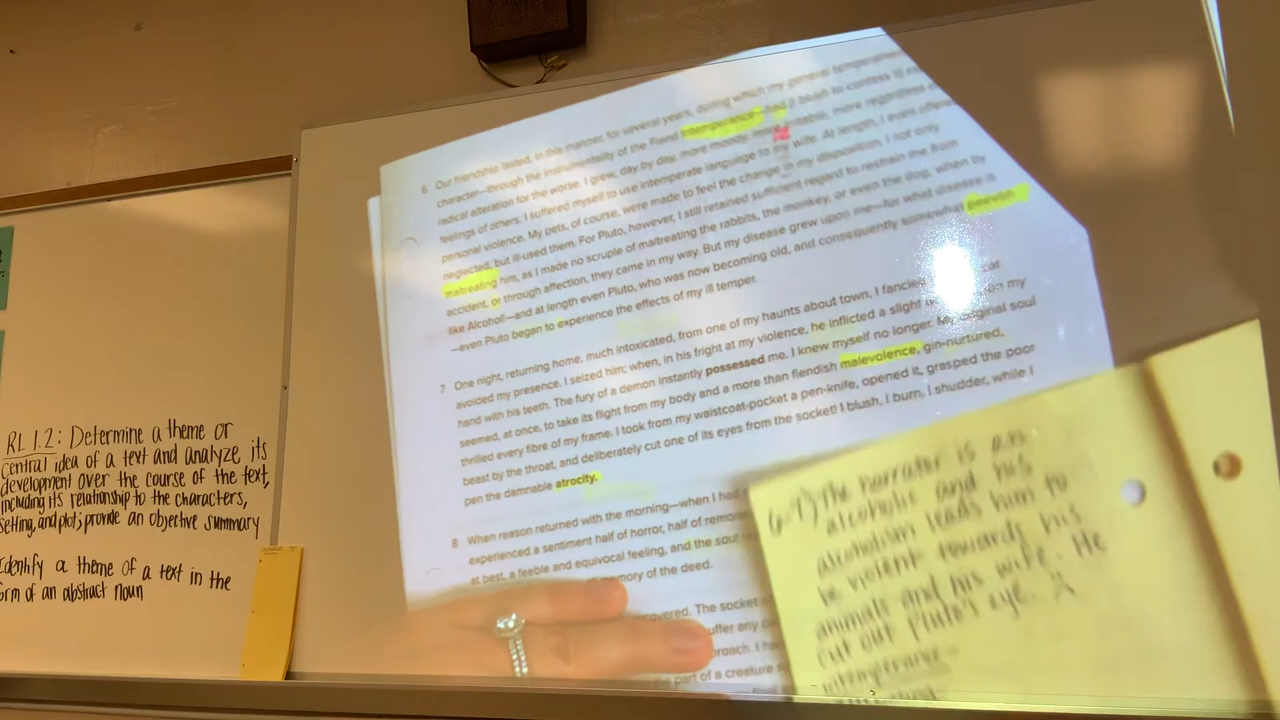 RL 1.2: Determine a theme or
central idea of a text and analyze its
development over the course of the text,
including its relationship to the characters,
setting, and plot; provide an objective summary
Identify a theme of a text in the
form of an abstract noun
6 Our friendship lasted, in this manner, for several years, during which my general temperament
character—through the instrumentality of the Fiend Intemperance—had (I blush to confess it) ex
radical alteration for the worse. I grew, day by day, more moody, more irritable, more regardless
feelings of others. I suffered myself to use intemperate language to my wife. At length, I even offered
personal violence. My pets, of course, were made to feel the change in my disposition. I not only
neglected, but ill-used them. For Pluto, however, I still retained sufficient regard to restrain me from
maltreating him, as I made no scruple of maltreating the rabbits, the monkey, or even the dog, when by
accident, or through affection, they came in my way. But my disease grew upon me—for what disease is
like Alcohol!—and at length even Pluto, who was now becoming old, and consequently somewhat peevish
—even Pluto began to experience the effects of my ill temper.
7 One night, returning home, much intoxicated, from one of my haunts about town, I fancied cat
avoided my presence. I seized him; when, in his fright at my violence, he inflicted a slight my
hand with his teeth. The fury of a demon instantly possessed me. I knew myself no longer. My original soul
seemed, at once, to take its flight from my body and a more than fiendish malevolence, gin-nurtured,
thrilled every fibre of my frame. I took from my waistcoat-pocket a pen-knife, opened it, grasped the poor
beast by the throat, and deliberately cut one of its eyes from the socket! I blush, I burn, I shudder, while I
pen the damnable atrocity.
8 When reason returned with the morning—when I had
experienced a sentiment half of horror, half of remor
at best, a feeble and equivocal feeling, and the soul
memory of the deed.
overed. The socket
uffer any
roach. I ha
part of a creature
6-7) The narrator is an
alcoholic and his
alcoholism leads him to
be violent towards his
animals and his wife. He
cut out Pluto's eye.